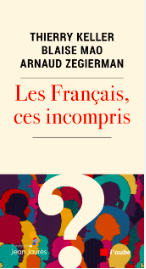 THIERRY KELLER
BLAISE MAO
ARNAUD ZEGIERMAN
Les Français,
ces incompris
?
jean jaurès
l'aube